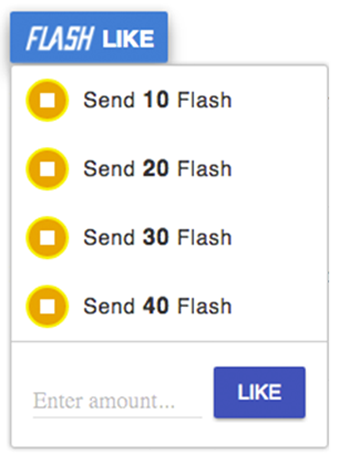 FLASH LIKE
Send 10 Flash
Send 20 Flash
Send 30 Flash
Send 40 Flash
Enter amount...
LIKE